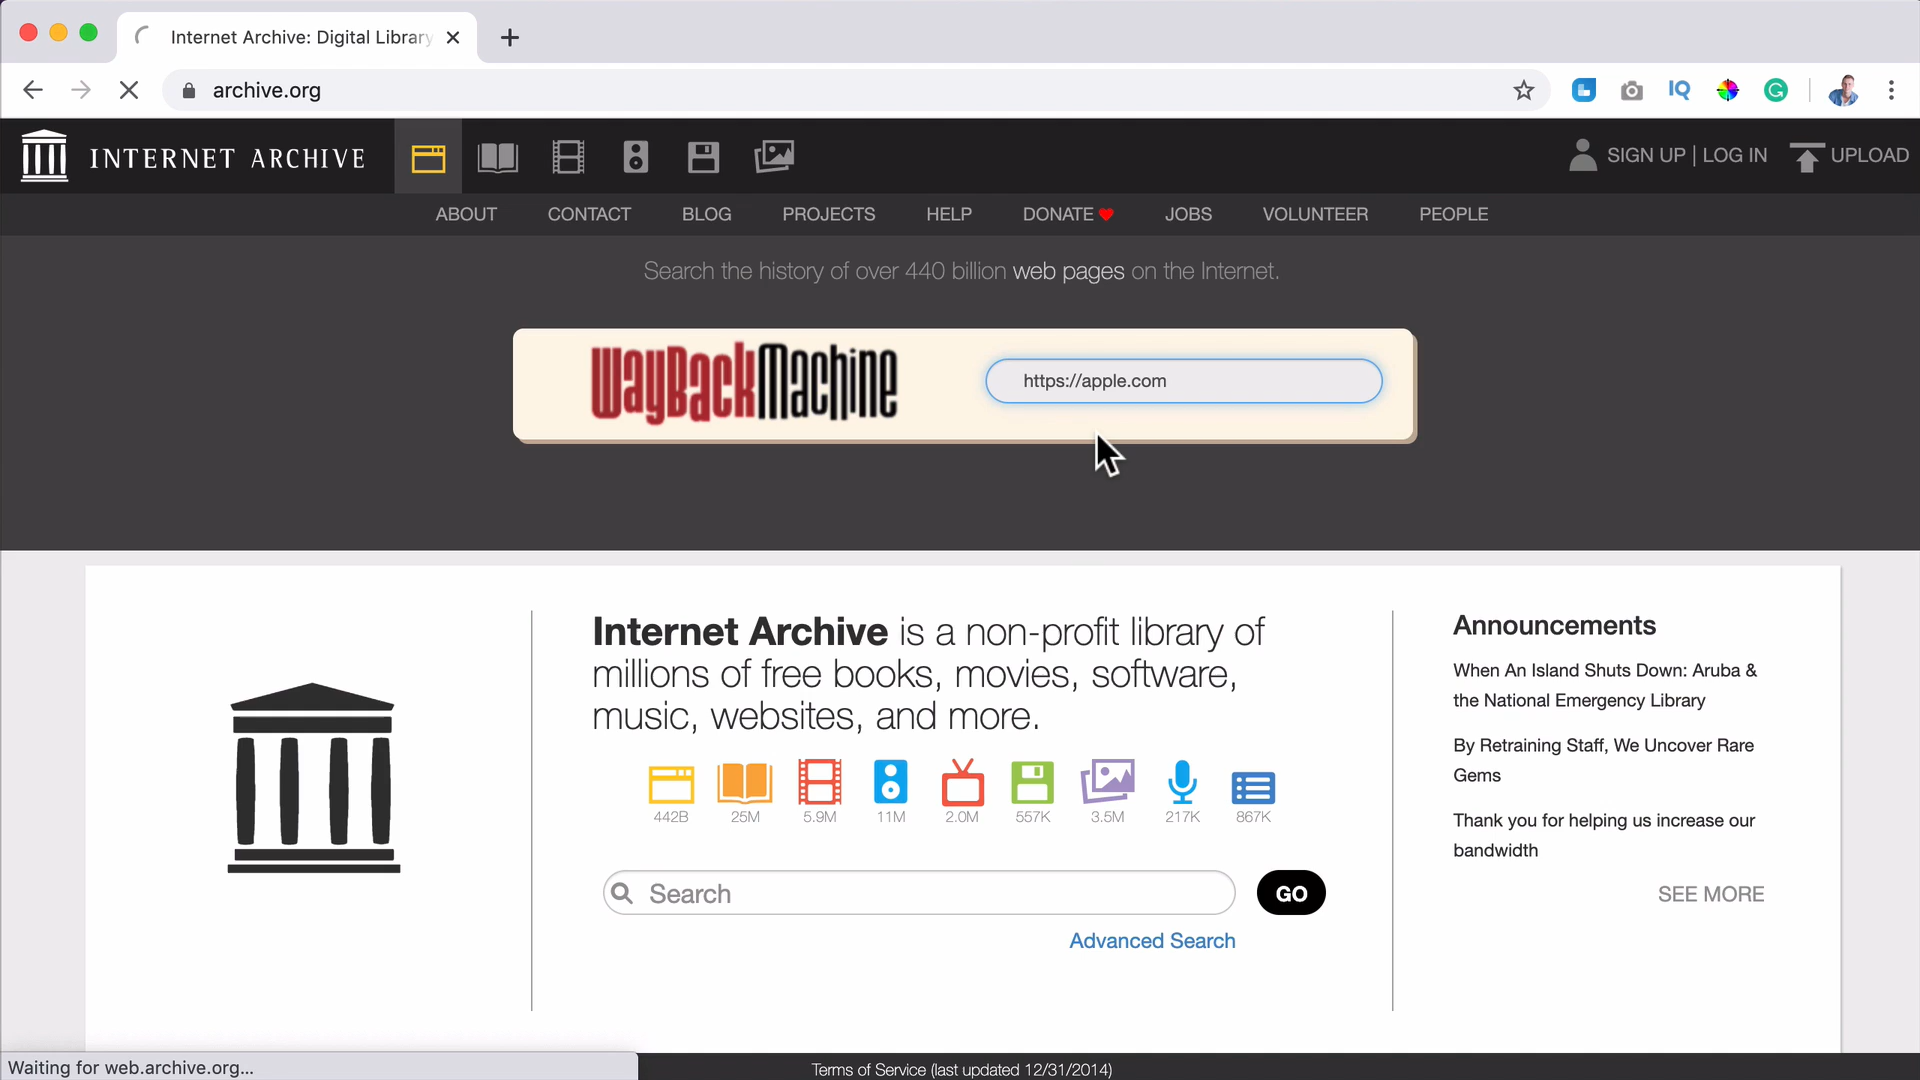 Internet Archive: Digital Library
archive.org
IQ
INTERNET ARCHIVE
SIGN UP | LOG IN
UPLOAD
ABOUT CONTACT BLOG PROJECTS HELP DONATE JOBS VOLUNTEER PEOPLE
Search the history of over 440 billion web pages on the Internet.
WayBackMachine
https://apple.com
Internet Archive is a non-profit library of
millions of free books, movies, software,
music, websites, and more.
442B 25M 5.9M 11M 2.0M 557K 3.5M 217K 867K
Search
GO
Advanced Search
Announcements
When An Island Shuts Down: Aruba &
the National Emergency Library
By Retraining Staff, We Uncover Rare
Gems
Thank you for helping us increase our
bandwidth
SEE MORE
Waiting for web.archive.org...
Terms of Service (last updated 12/31/2014)